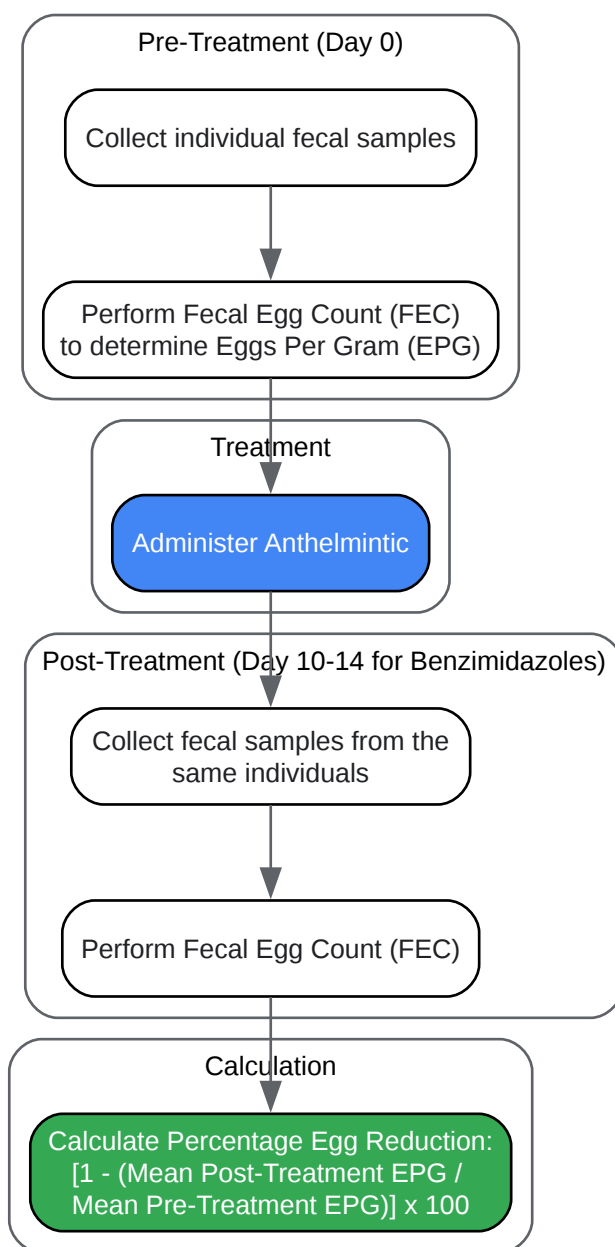 Pre-Treatment (Day 0)
Collect individual fecal samples
Perform Fecal Egg Count (FEC)
to determine Eggs Per Gram (EPG)
Treatment
Administer Anthelmintic
Post-Treatment (Day 10-14 for Benzimidazoles)
Collect fecal samples from the
same individuals
Perform Fecal Egg Count (FEC)
Calculation
Calculate Percentage Egg Reduction:
[1 - (Mean Post-Treatment EPG /
Mean Pre-Treatment EPG)] x 100